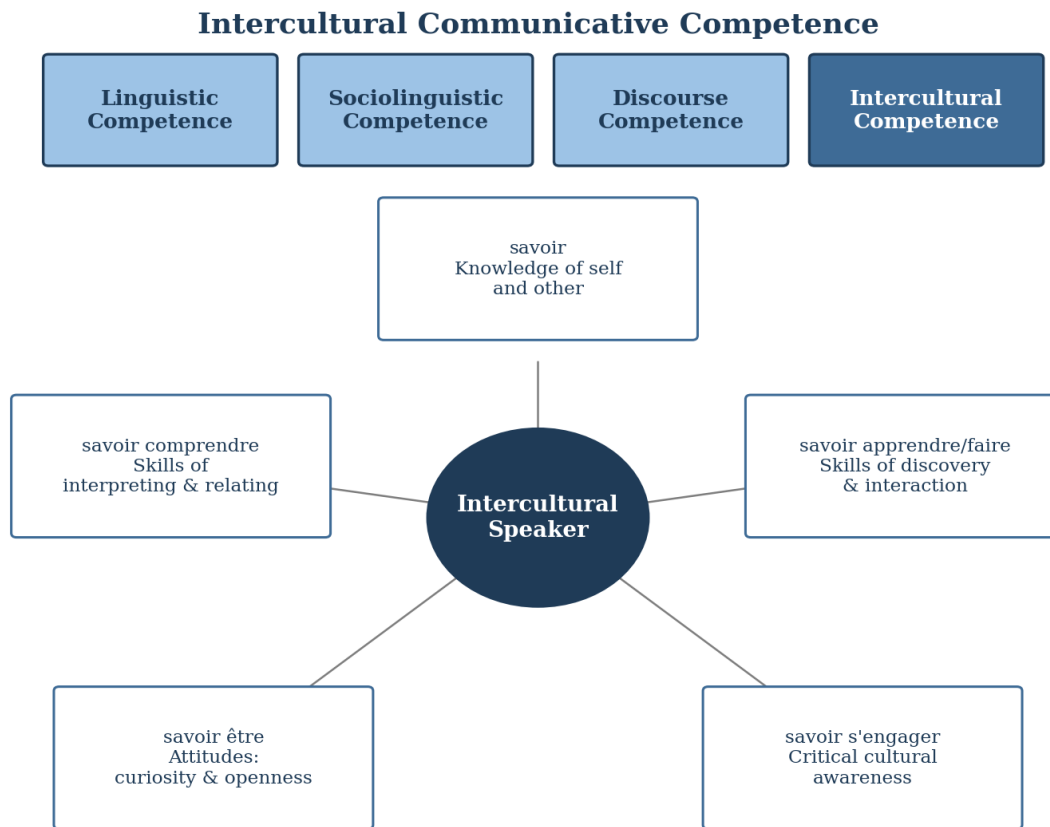 Intercultural Communicative Competence
Linguistic
Competence
Sociolinguistic
Competence
Discourse
Competence
Intercultural
Competence
savoir
Knowledge of self
and other
savoir comprendre
Skills of
interpreting & relating
savoir apprendre/faire
Skills of discovery
& interaction
Intercultural
Speaker
savoir être
Attitudes:
curiosity & openness
savoir s'engager
Critical cultural
awareness